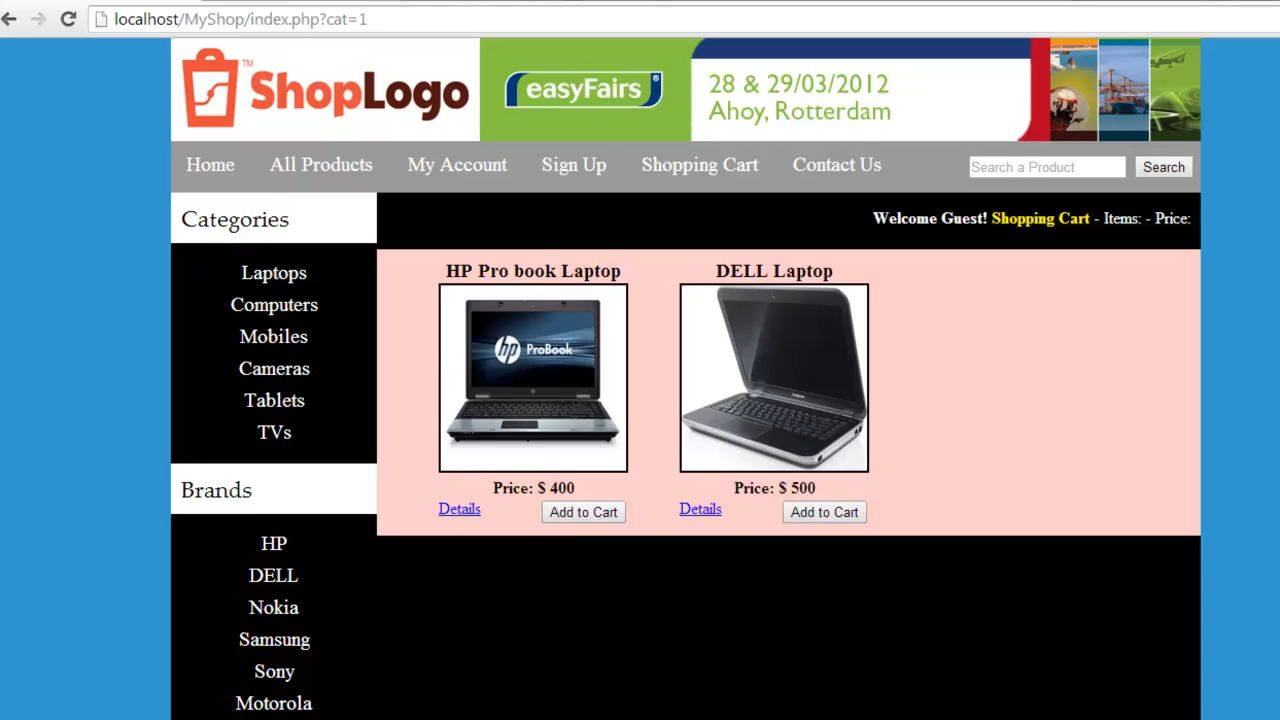 localhost/MyShop/index.php?cat=1
ShopLogo™
easyFairs®
28 & 29/03/2012
Ahoy, Rotterdam
Home All Products My Account Sign Up Shopping Cart Contact Us Search a Product Search
Categories
Welcome Guest! Shopping Cart - Items: - Price:
Laptops
Computers
Mobiles
Cameras
Tablets
TVs
HP Pro book Laptop
hp ProBook
Price: $ 400
Details Add to Cart
DELL Laptop
Price: $ 500
Details Add to Cart
Brands
HP
DELL
Nokia
Samsung
Sony
Motorola